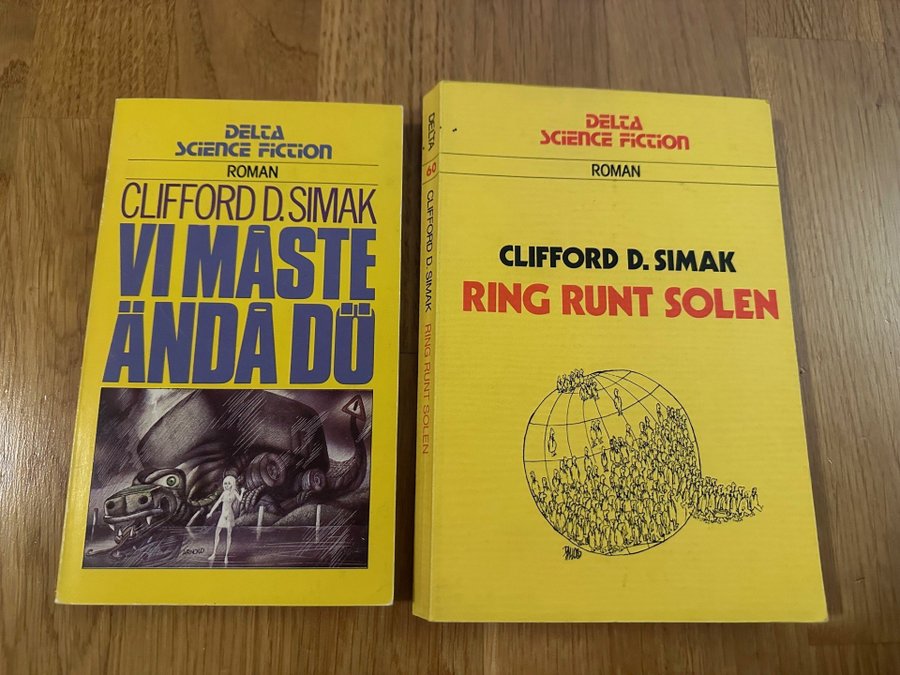 DELTA
SCIENCE FICTION
ROMAN
CLIFFORD D. SIMAK
VI MÅSTE
ÄNDÅ DÖ
DELTA 69 CLIFFORD D. SIMAK RING RUNT SOLEN
DELTA
SCIENCE FICTION
ROMAN
CLIFFORD D. SIMAK
RING RUNT SOLEN